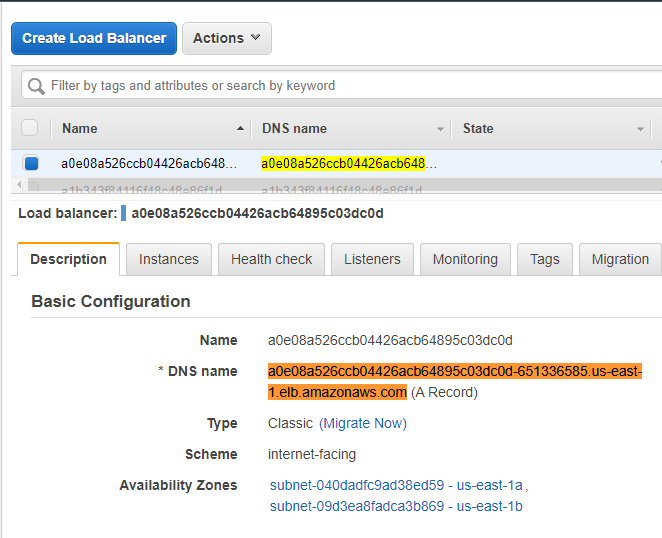 Create Load Balancer Actions
Filter by tags and attributes or search by keyword
Name DNS name State
a0e08a526ccb04426acb648... a0e08a526ccb04426acb648...
a1b343f84116f48c48e86f1d a1b343f84116f48c48e86f1d
Load balancer: a0e08a526ccb04426acb64895c03dc0d
Description Instances Health check Listeners Monitoring Tags Migration
Basic Configuration
Name a0e08a526ccb04426acb64895c03dc0d
* DNS name a0e08a526ccb04426acb64895c03dc0d-651336585.us-east-
1.elb.amazonaws.com (A Record)
Type Classic (Migrate Now)
Scheme internet-facing
Availability Zones subnet-040dadfc9ad38ed59 - us-east-1a,
subnet-09d3ea8fadca3b869 - us-east-1b